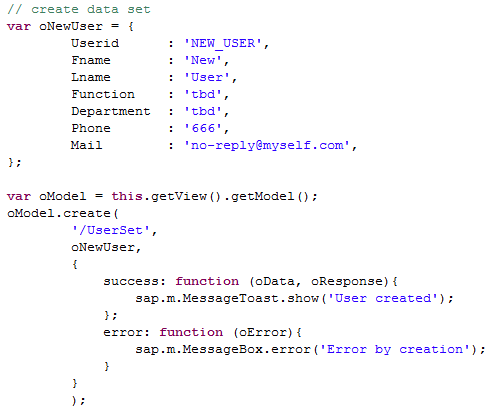 // create data set
var oNewUser = {
        Userid      : 'NEW_USER',
        Fname       : 'New',
        Lname       : 'User',
        Function    : 'tbd',
        Department  : 'tbd',
        Phone       : '666',
        Mail        : 'no-reply@myself.com',
};

var oModel = this.getView().getModel();
oModel.create(
        '/UserSet',
        oNewUser,
        {
            success: function (oData, oResponse){
                sap.m.MessageToast.show('User created');
            };
            error: function (oError){
                sap.m.MessageBox.error('Error by creation');
            }
        }
        );